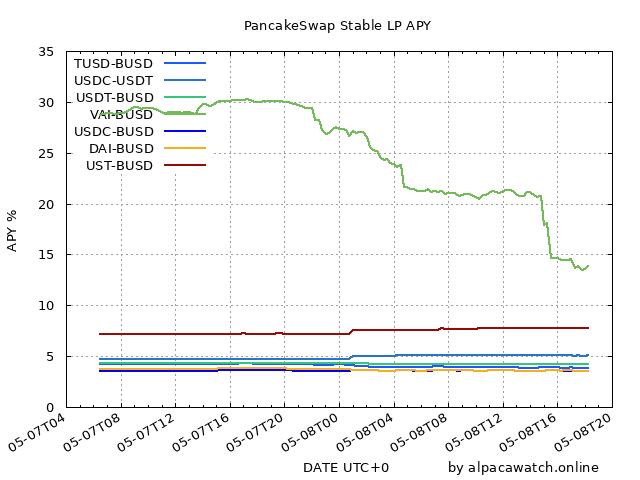 PancakeSwap Stable LP APY
35
30
25
20
15
10
5
0
APY %
TUSD-BUSD
USDC-USDT
USDT-BUSD
VAI-BUSD
USDC-BUSD
DAI-BUSD
UST-BUSD
05-07T04
05-07T08
05-07T12
05-07T16
05-07T20
05-08T00
05-08T04
05-08T08
05-08T12
05-08T16
05-08T20
DATE UTC+0
by alpacawatch.online